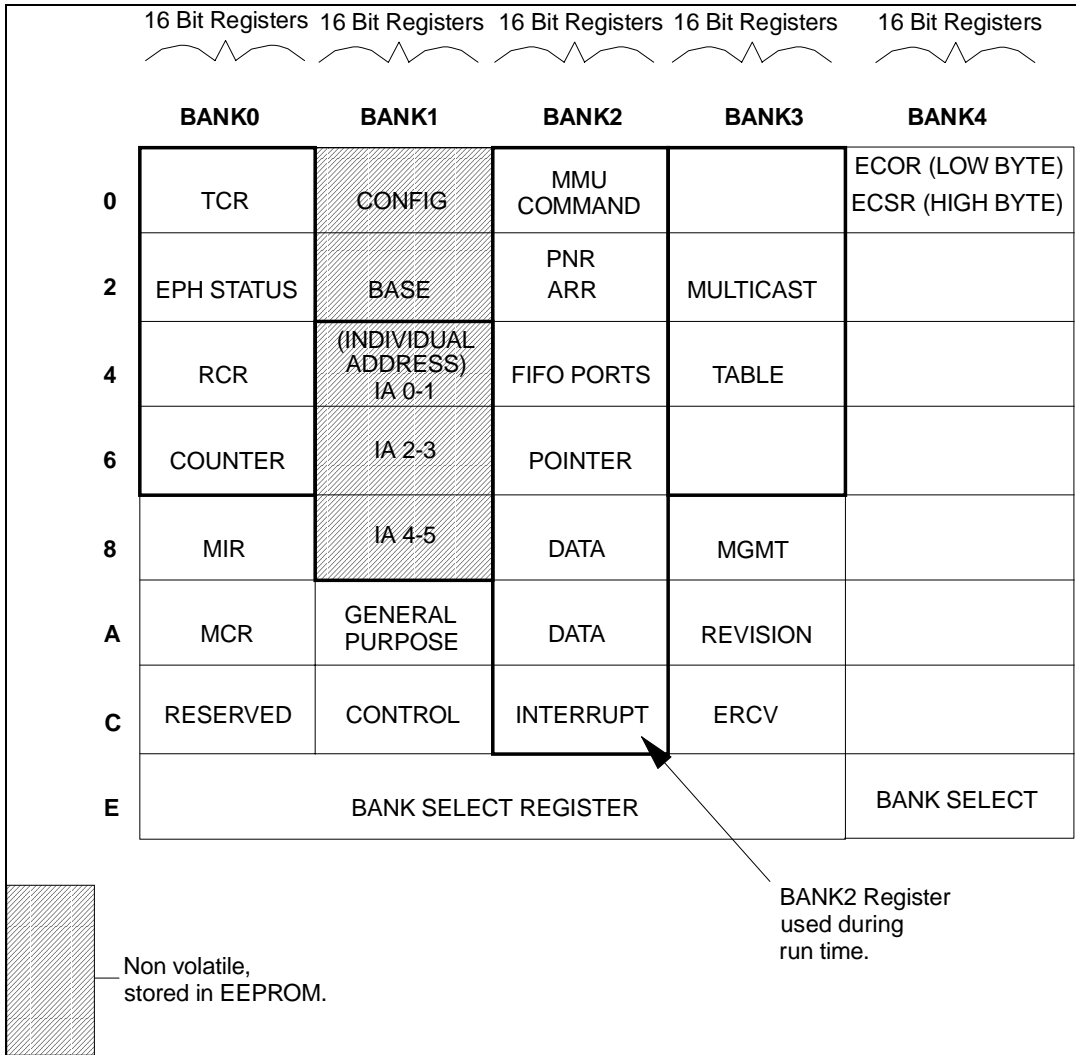 16 Bit Registers 16 Bit Registers 16 Bit Registers 16 Bit Registers 16 Bit Registers
BANK0 BANK1 BANK2 BANK3 BANK4
0 TCR CONFIG MMU COMMAND ECOR (LOW BYTE) ECSR (HIGH BYTE)
2 EPH STATUS BASE PNR ARR MULTICAST
4 RCR (INDIVIDUAL ADDRESS) IA 0-1 FIFO PORTS TABLE
6 COUNTER IA 2-3 POINTER
8 MIR IA 4-5 DATA MGMT
A MCR GENERAL PURPOSE DATA REVISION
C RESERVED CONTROL INTERRUPT ERCV
E BANK SELECT REGISTER BANK SELECT
BANK2 Register
used during
run time.
Non volatile,
stored in EEPROM.